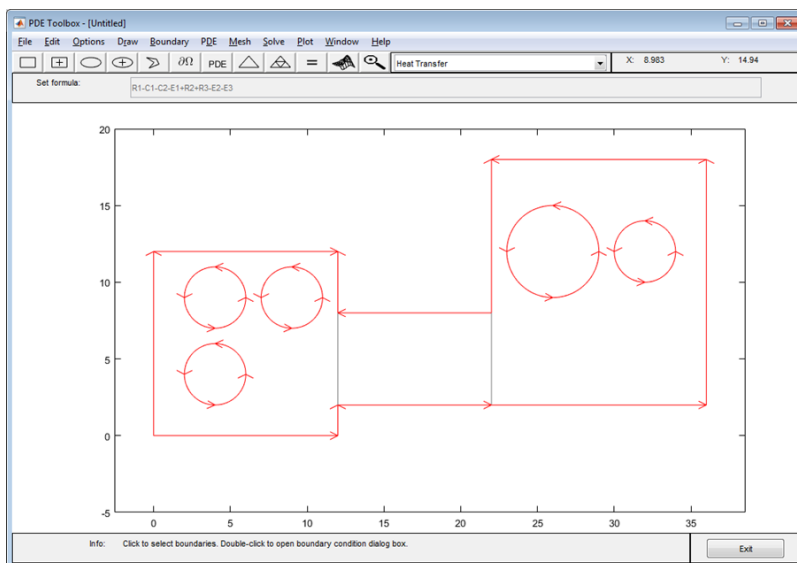 PDE Toolbox - [Untitled]
File Edit Options Draw Boundary PDE Mesh Solve Plot Window Help
∂Ω PDE = Heat Transfer X: 8.983 Y: 14.94
Set formula: R1-C1-C2-E1+R2+R3-E2-E3
20
15
10
5
0
-5
0 5 10 15 20 25 30 35
Info: Click to select boundaries. Double-click to open boundary condition dialog box. Exit